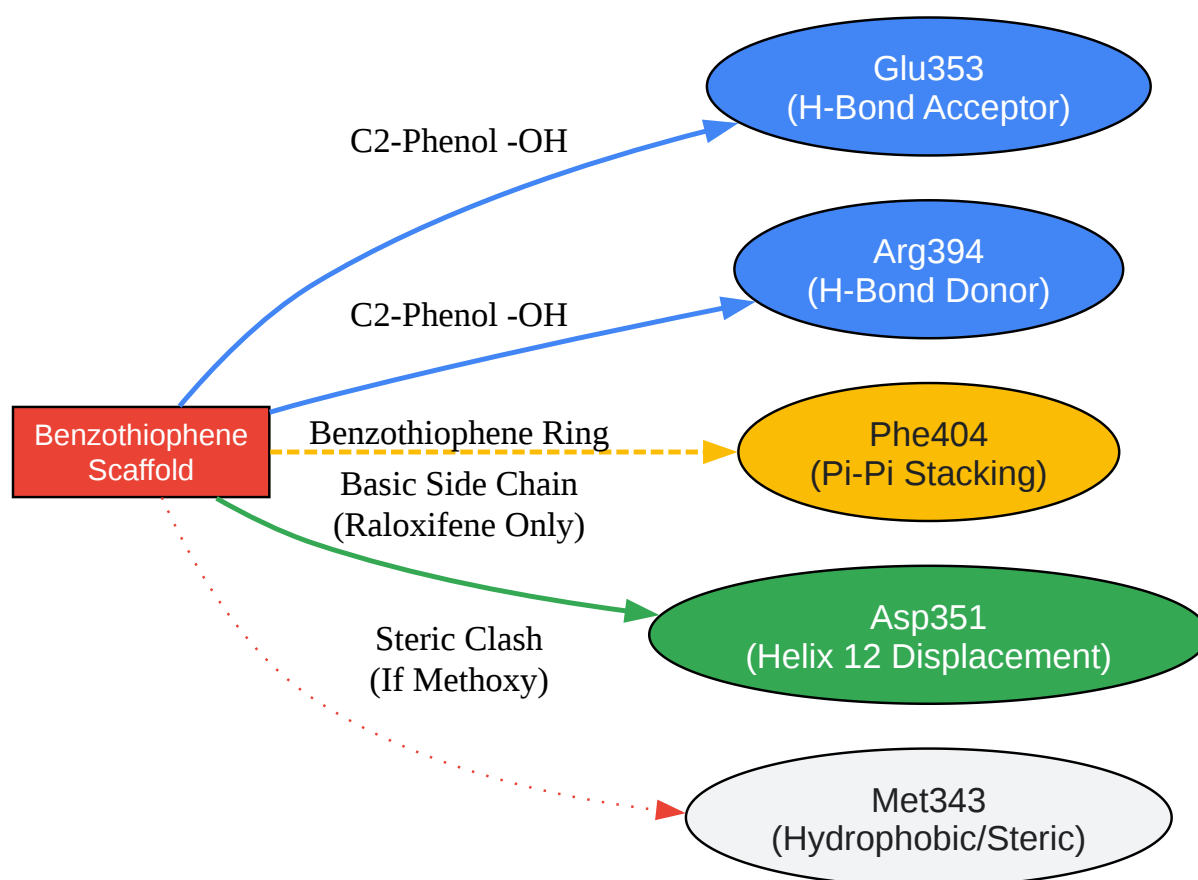 Glu353
(H-Bond Acceptor)
C2-Phenol -OH
Arg394
(H-Bond Donor)
C2-Phenol -OH
Benzothiophene
Scaffold
Benzothiophene Ring
Phe404
(Pi-Pi Stacking)
Basic Side Chain
(Raloxifene Only)
Asp351
(Helix 12 Displacement)
Steric Clash
(If Methoxy)
Met343
(Hydrophobic/Steric)